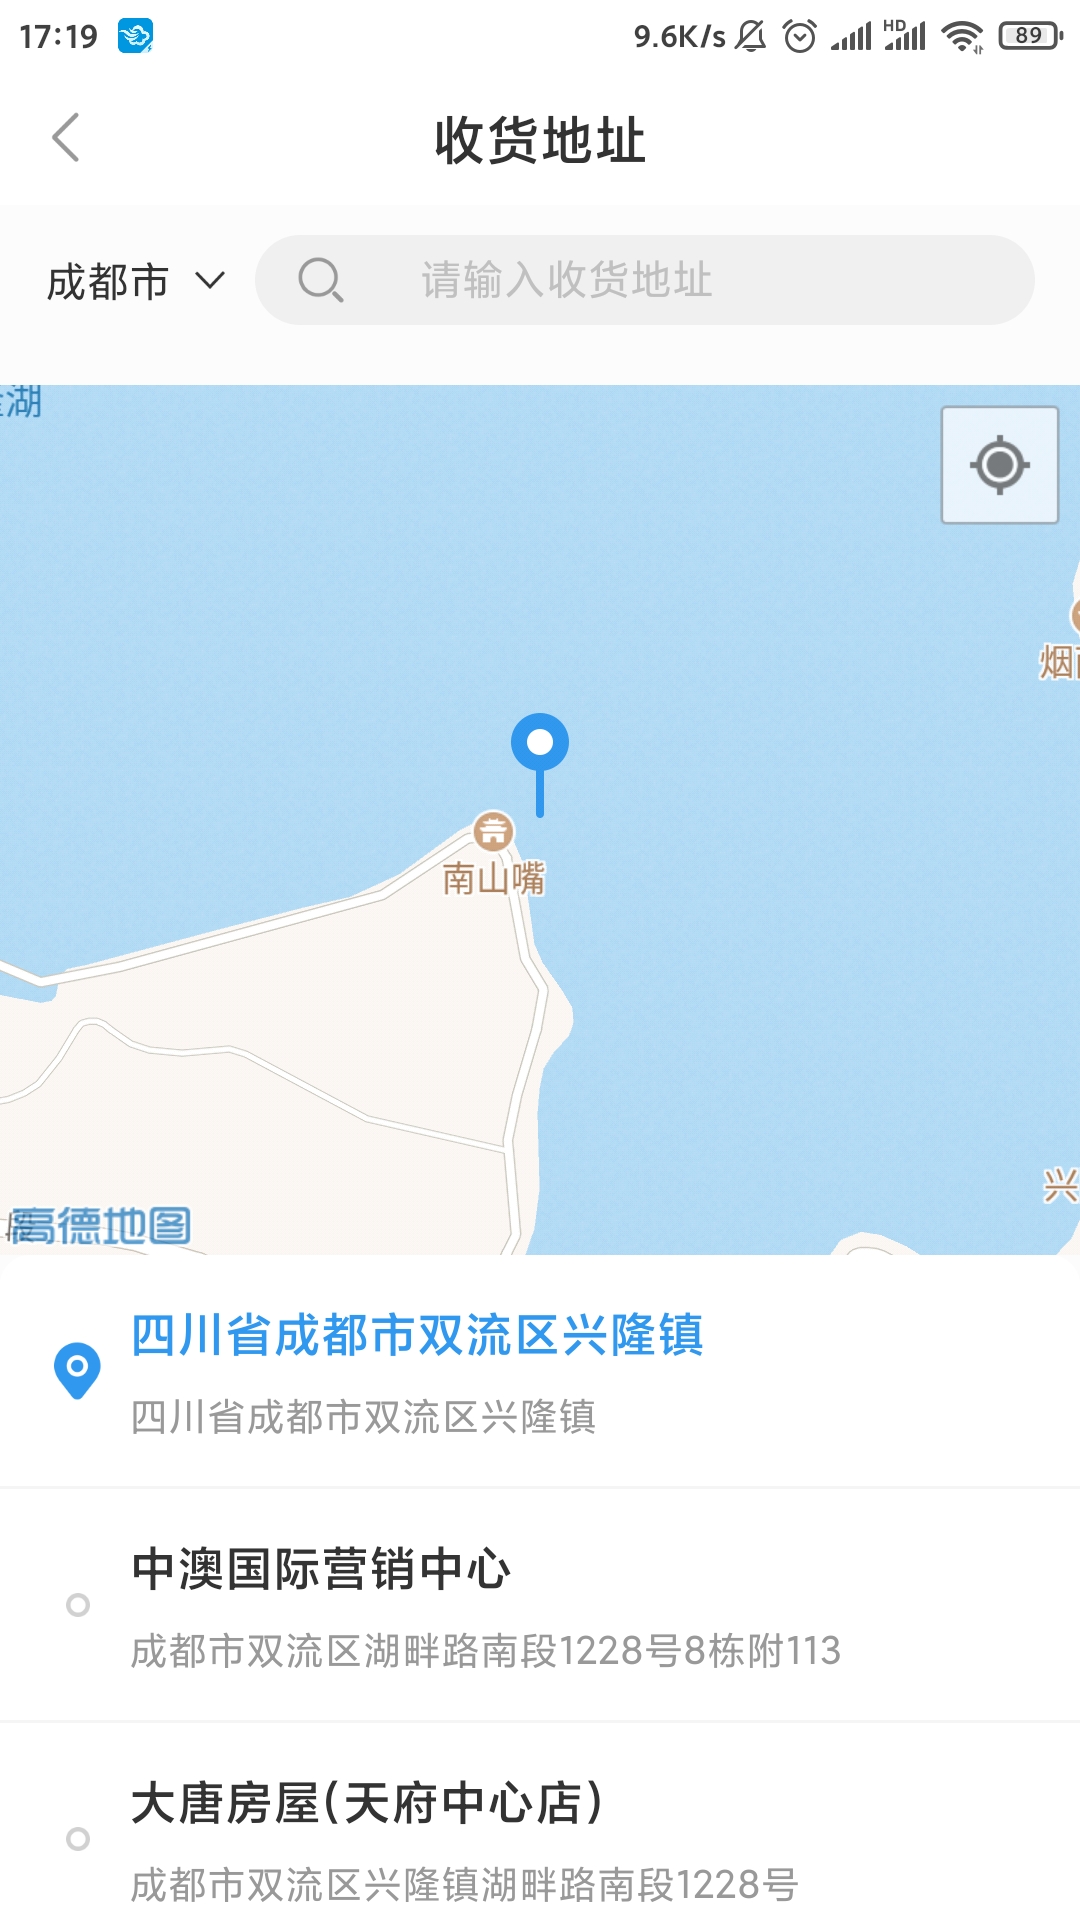 17:19
9.6K/s
HD
89
收货地址
成都市
请输入收货地址
湖
烟
南山嘴
兴
高德地图
四川省成都市双流区兴隆镇
四川省成都市双流区兴隆镇
中澳国际营销中心
成都市双流区湖畔路南段1228号8栋附113
大唐房屋(天府中心店)
成都市双流区兴隆镇湖畔路南段1228号